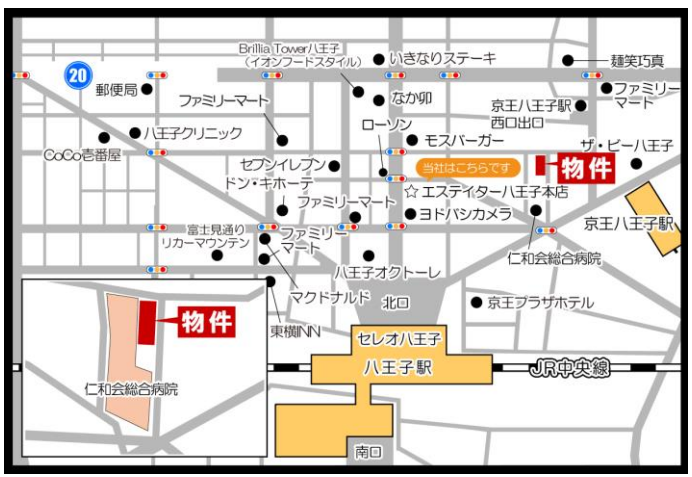 Brillia Tower八王子
(イオンフードスタイル)
いきなりステーキ
麺笑巧真
20
郵便局
なか卯
ファミリー
マート
ファミリーマート
京王八王子駅
西口出口
ローソン
八王子クリニック
モスバーガー
ザ・ビー八王子
CoCo壱番屋
セブンイレブン
当社はこちらです
物件
ドン・キホーテ
☆ エステイター八王子本店
ファミリーマート
ヨドバシカメラ
京王八王子駅
富士見通り
リカーマウンテン
ファミリー
マート
仁和会総合病院
八王子オクトーレ
マクドナルド
北口
京王プラザホテル
東横INN
物件
セレオ八王子
八王子駅
JR中央線
仁和会総合病院
南口